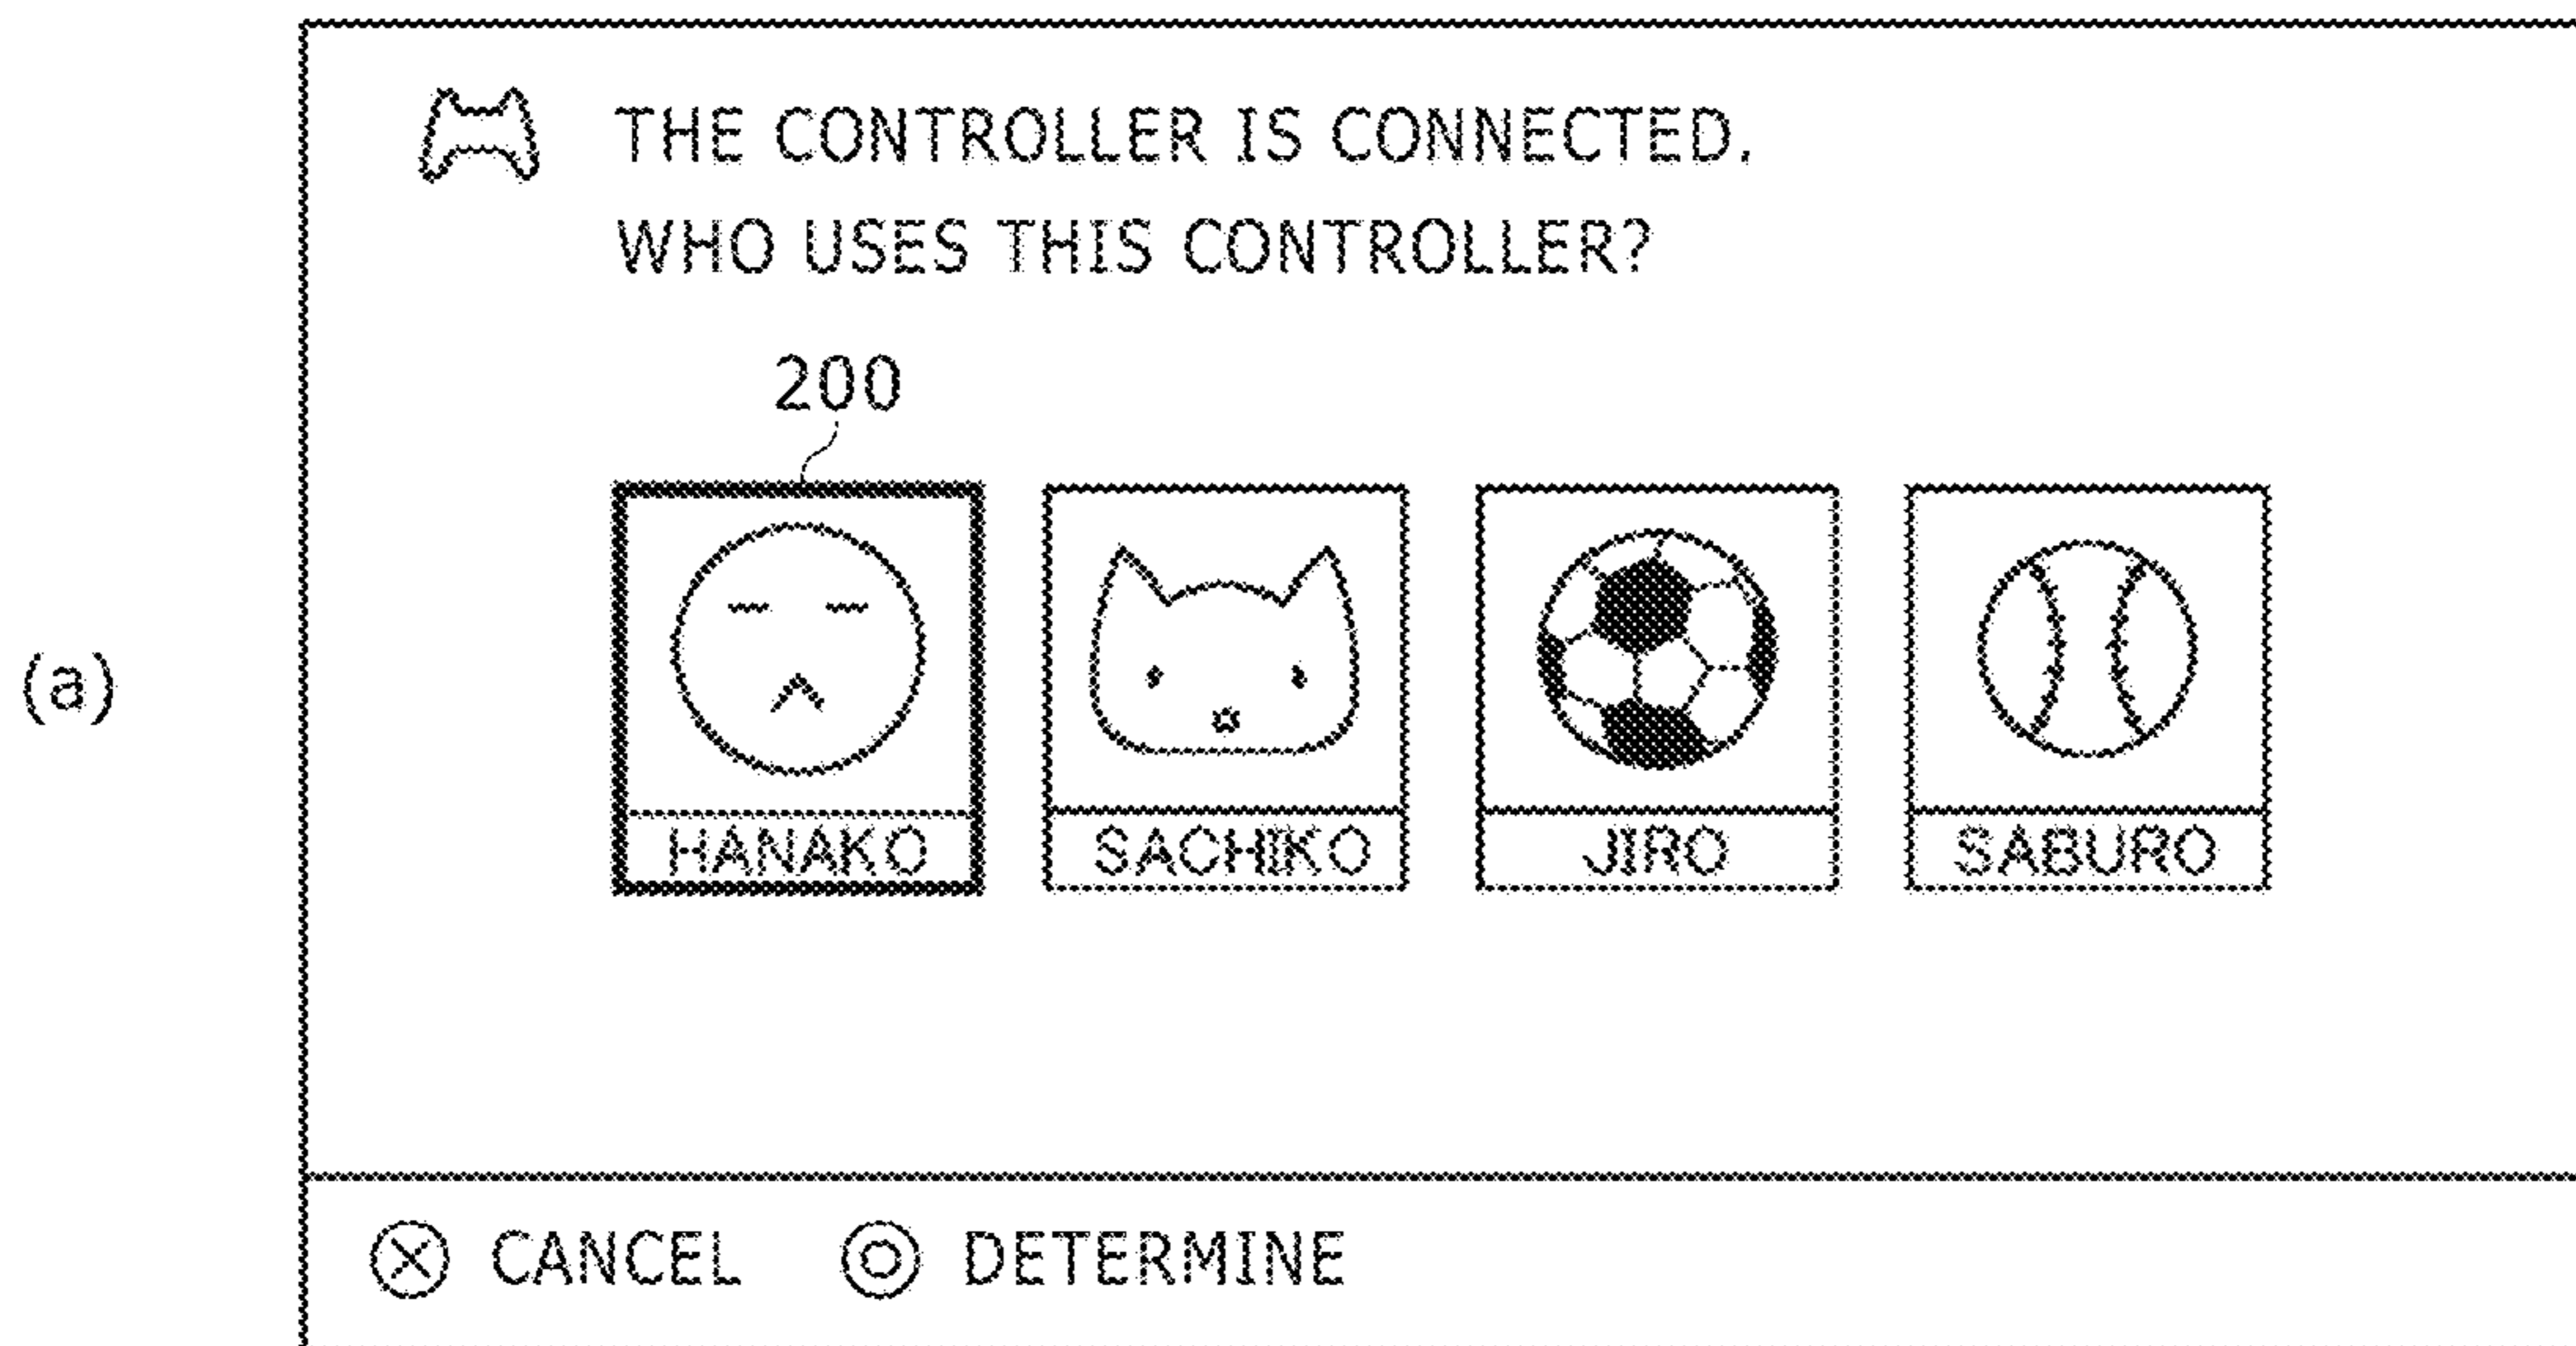 THE CONTROLLER IS CONNECTED.
WHO USES THIS CONTROLLER?
200
(a)
HANAKO SACHIKO JIRO SABURO
CANCEL DETERMINE